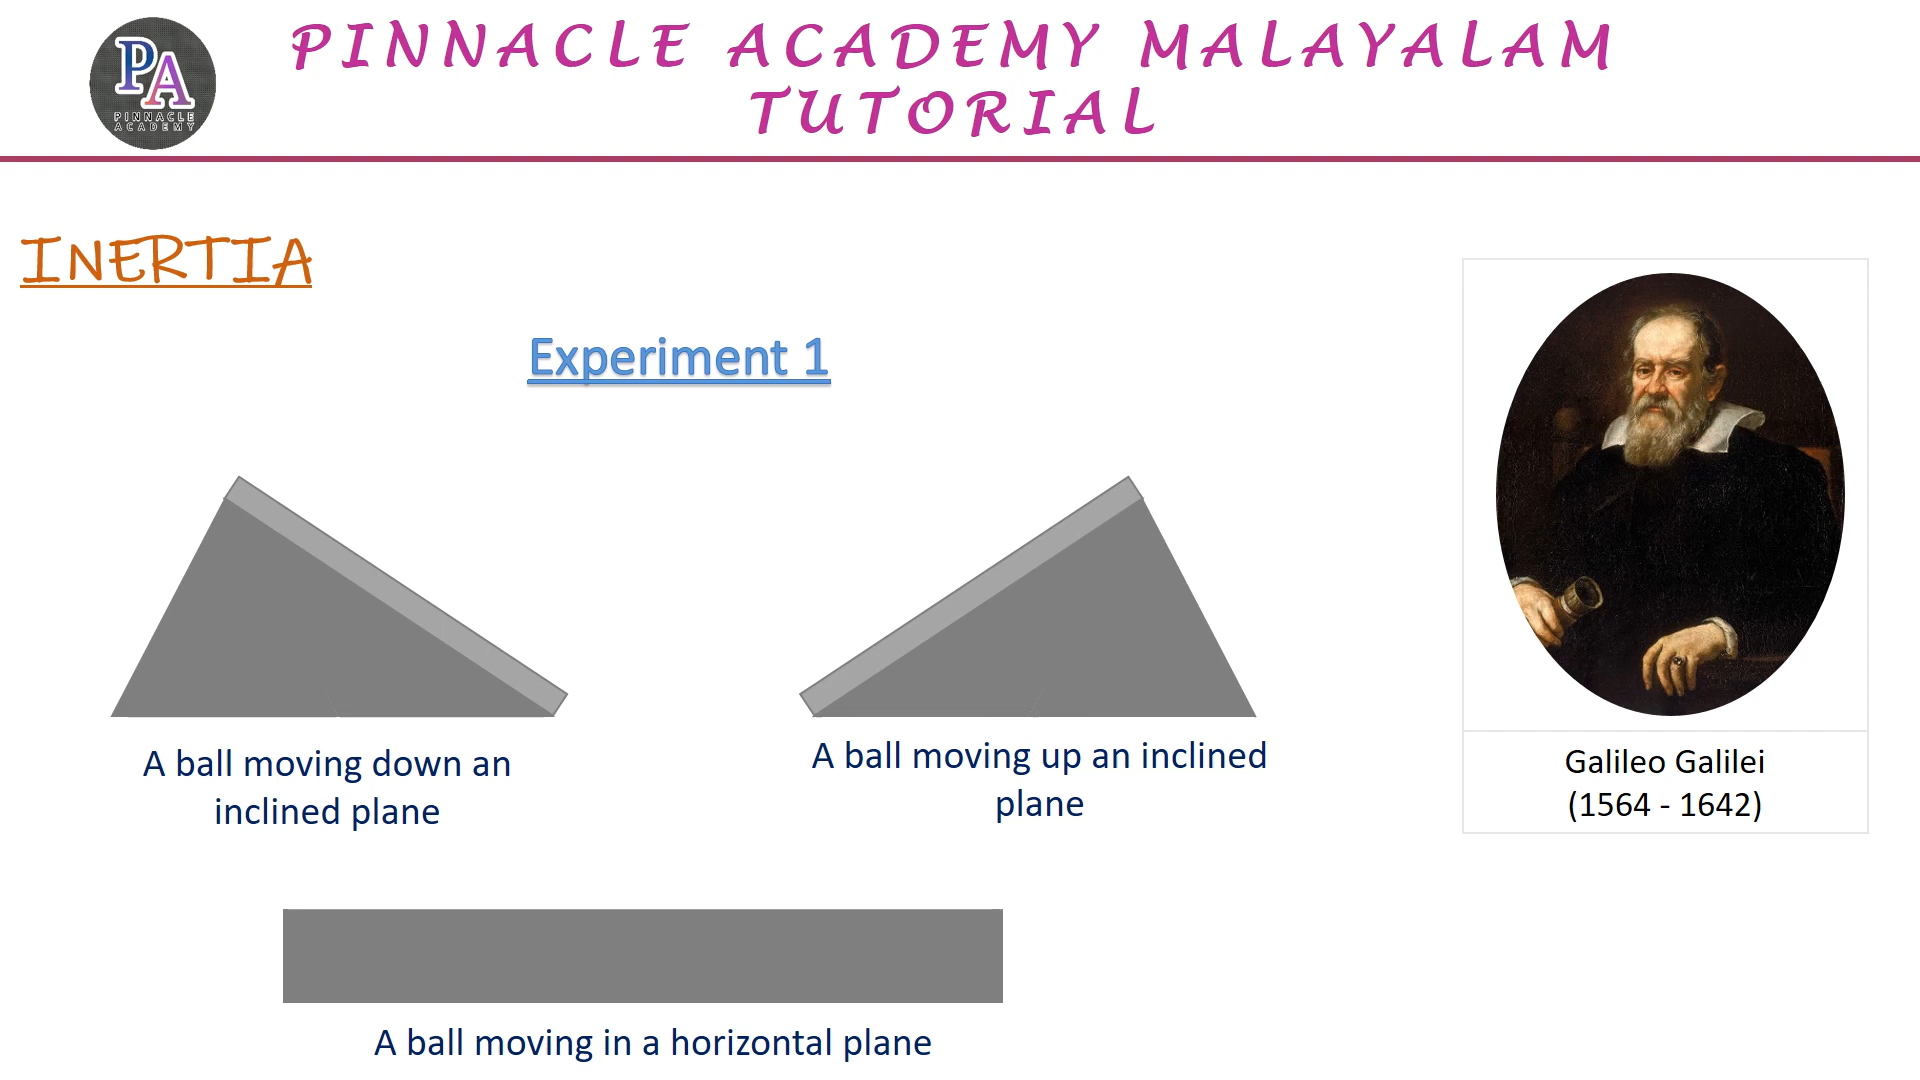 PA
PINNACLE
ACADEMY
PINNACLE ACADEMY MALAYALAM
TUTORIAL
INERTIA
Experiment 1
A ball moving down an
inclined plane
A ball moving up an inclined
plane
A ball moving in a horizontal plane
Galileo Galilei
(1564 - 1642)